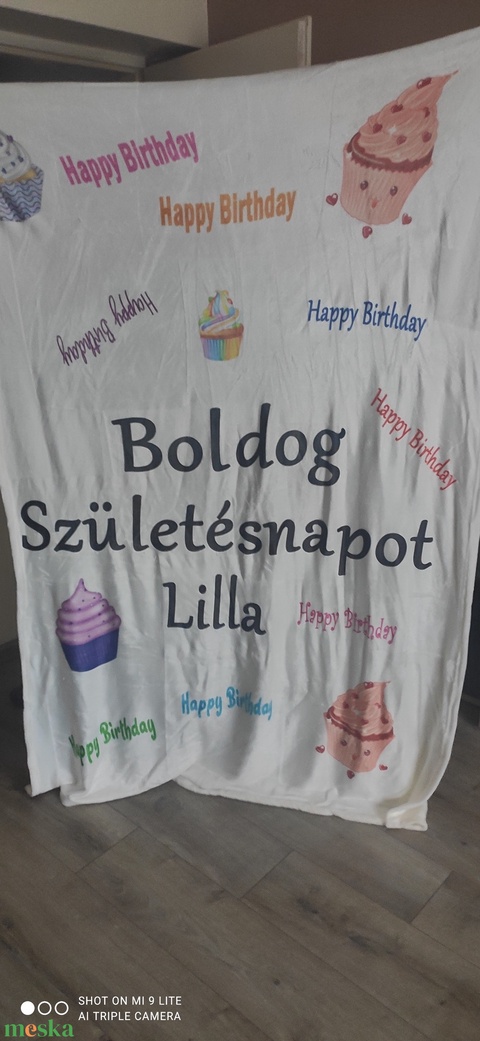 Happy Birthday
Happy Birthday
Happy Birthday
Happy Birthday
Happy Birthday
Boldog
Születésnapot
Lilla
Happy Birthday
Happy Birthday
Happy Birthday
SHOT ON MI 9 LITE
AI TRIPLE CAMERA
meska